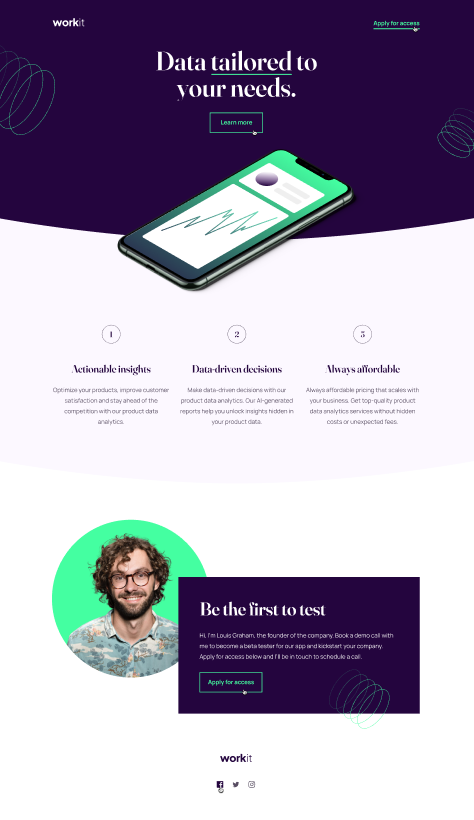 workit
Apply for access
Data tailored to
your needs.
Learn more
1
Actionable insights
Optimize your products, improve customer
satisfaction and stay ahead of the
competition with our product data
analytics.
2
Data-driven decisions
Make data-driven decisions with our
product data analytics. Our AI-generated
reports help you unlock insights hidden in
your product data.
3
Always affordable
Always affordable pricing that scales with
your business. Get top-quality product
data analytics services without hidden
costs or unexpected fees.
Be the first to test
Hi, I'm Louis Graham, the founder of the company. Book a demo call with
me to become a beta tester for our app and kickstart your company.
Apply for access below and I'll be in touch to schedule a call.
Apply for access
workit